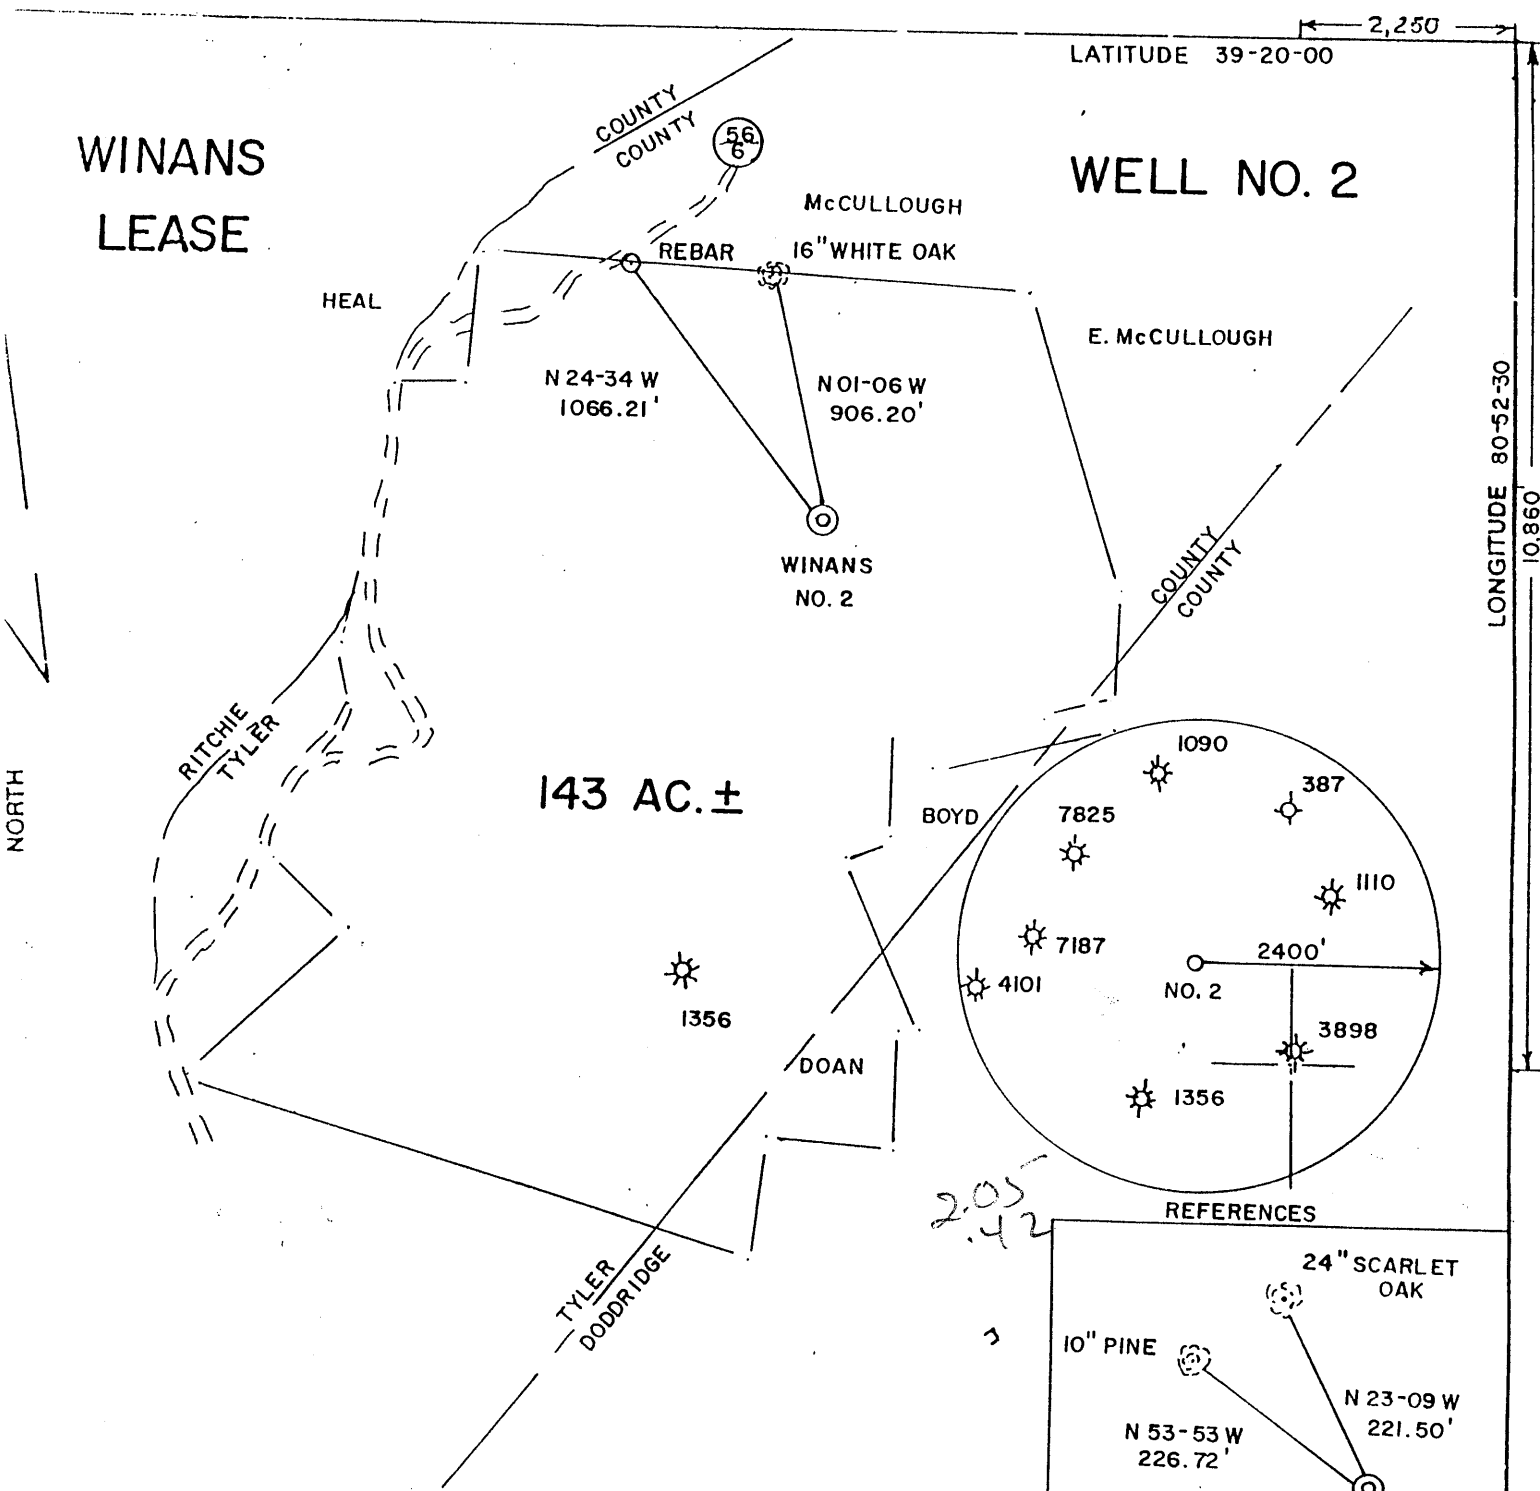 2,250
LATITUDE 39-20-00
WINANS
LEASE
COUNTY
COUNTY
56
6
WELL NO. 2
McCULLOUGH
REBAR
16" WHITE OAK
HEAL
E. McCULLOUGH
N 24-34 W
1066.21'
N 01-06 W
906.20'
LONGITUDE 80-52-30
10,860
WINANS
NO. 2
COUNTY
COUNTY
RITCHIE
TYLER
NORTH
143 AC. ±
BOYD
1090
387
7825
1110
7187
2400'
4101
NO. 2
1356
3898
DOAN
1356
2.05
.42
REFERENCES
TYLER
DODDRIDGE
24" SCARLET
OAK
10" PINE
N 23-09 W
221.50'
N 53-53 W
226.72'